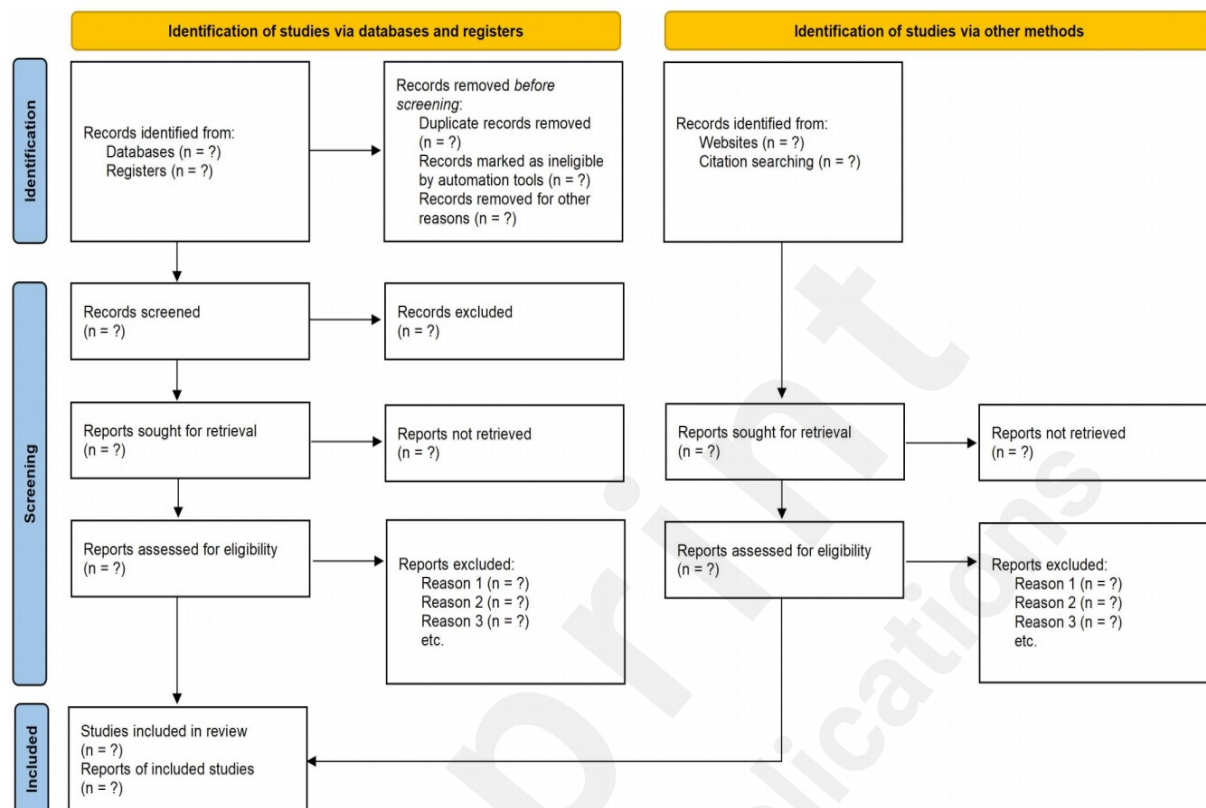 Identification of studies via databases and registers
Identification of studies via other methods
Identification
Records identified from:
Databases (n = ?)
Registers (n = ?)
Records removed before
screening:
Duplicate records removed
(n = ?)
Records marked as ineligible
by automation tools (n = ?)
Records removed for other
reasons (n = ?)
Records identified from:
Websites (n = ?)
Citation searching (n = ?)
Screening
Records screened
(n = ?)
Records excluded
(n = ?)
Reports sought for retrieval
(n = ?)
Reports not retrieved
(n = ?)
Reports sought for retrieval
(n = ?)
Reports not retrieved
(n = ?)
Reports assessed for eligibility
(n = ?)
Reports excluded:
Reason 1 (n = ?)
Reason 2 (n = ?)
Reason 3 (n = ?)
etc.
Reports assessed for eligibility
(n = ?)
Reports excluded:
Reason 1 (n = ?)
Reason 2 (n = ?)
Reason 3 (n = ?)
etc.
Included
Studies included in review
(n = ?)
Reports of included studies
(n = ?)
print